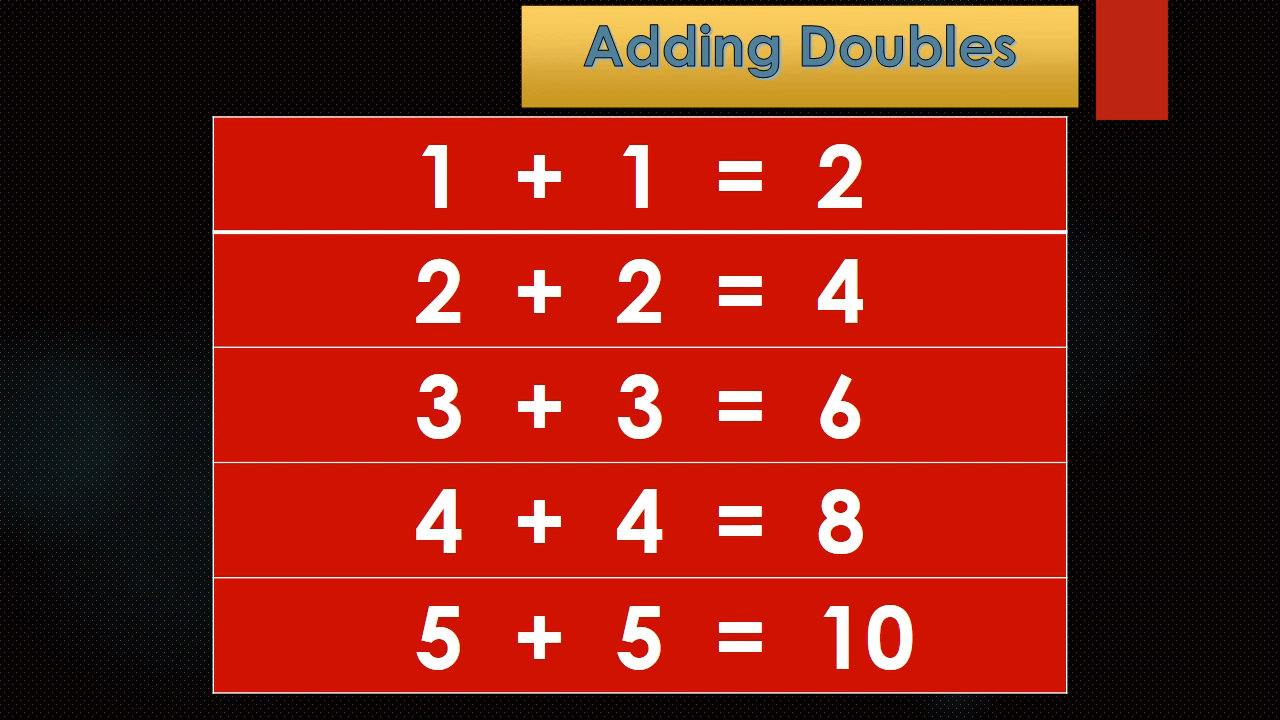 Adding Doubles
1 + 1 = 2
2 + 2 = 4
3 + 3 = 6
4 + 4 = 8
5 + 5 = 10